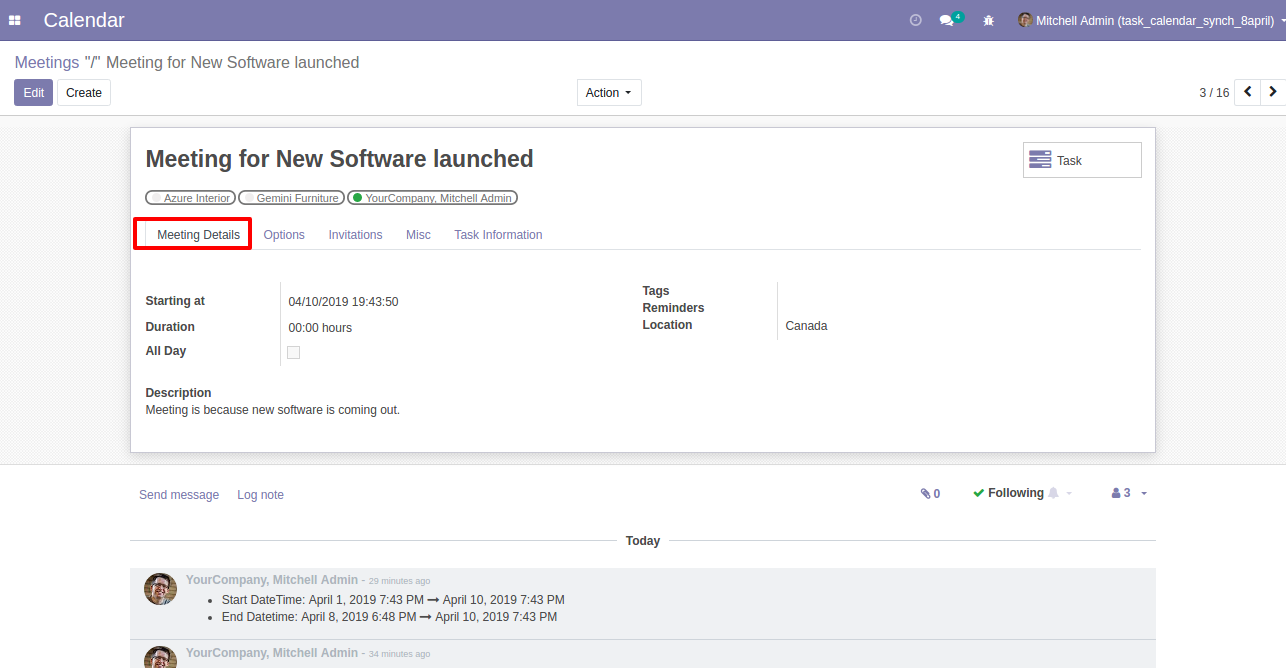 Calendar 4 Mitchell Admin (task_calendar_synch_8april)
Meetings "/" Meeting for New Software launched
Edit Create Action 3 / 16
Meeting for New Software launched Task
Azure Interior Gemini Furniture YourCompany, Mitchell Admin
Meeting Details Options Invitations Misc Task Information
Starting at 04/10/2019 19:43:50
Duration 00:00 hours
All Day
Tags
Reminders
Location Canada
Description
Meeting is because new software is coming out.
Send message Log note 0 Following 3
Today
YourCompany, Mitchell Admin - 29 minutes ago
• Start DateTime: April 1, 2019 7:43 PM → April 10, 2019 7:43 PM
• End Datetime: April 8, 2019 6:48 PM → April 10, 2019 7:43 PM
YourCompany, Mitchell Admin - 34 minutes ago